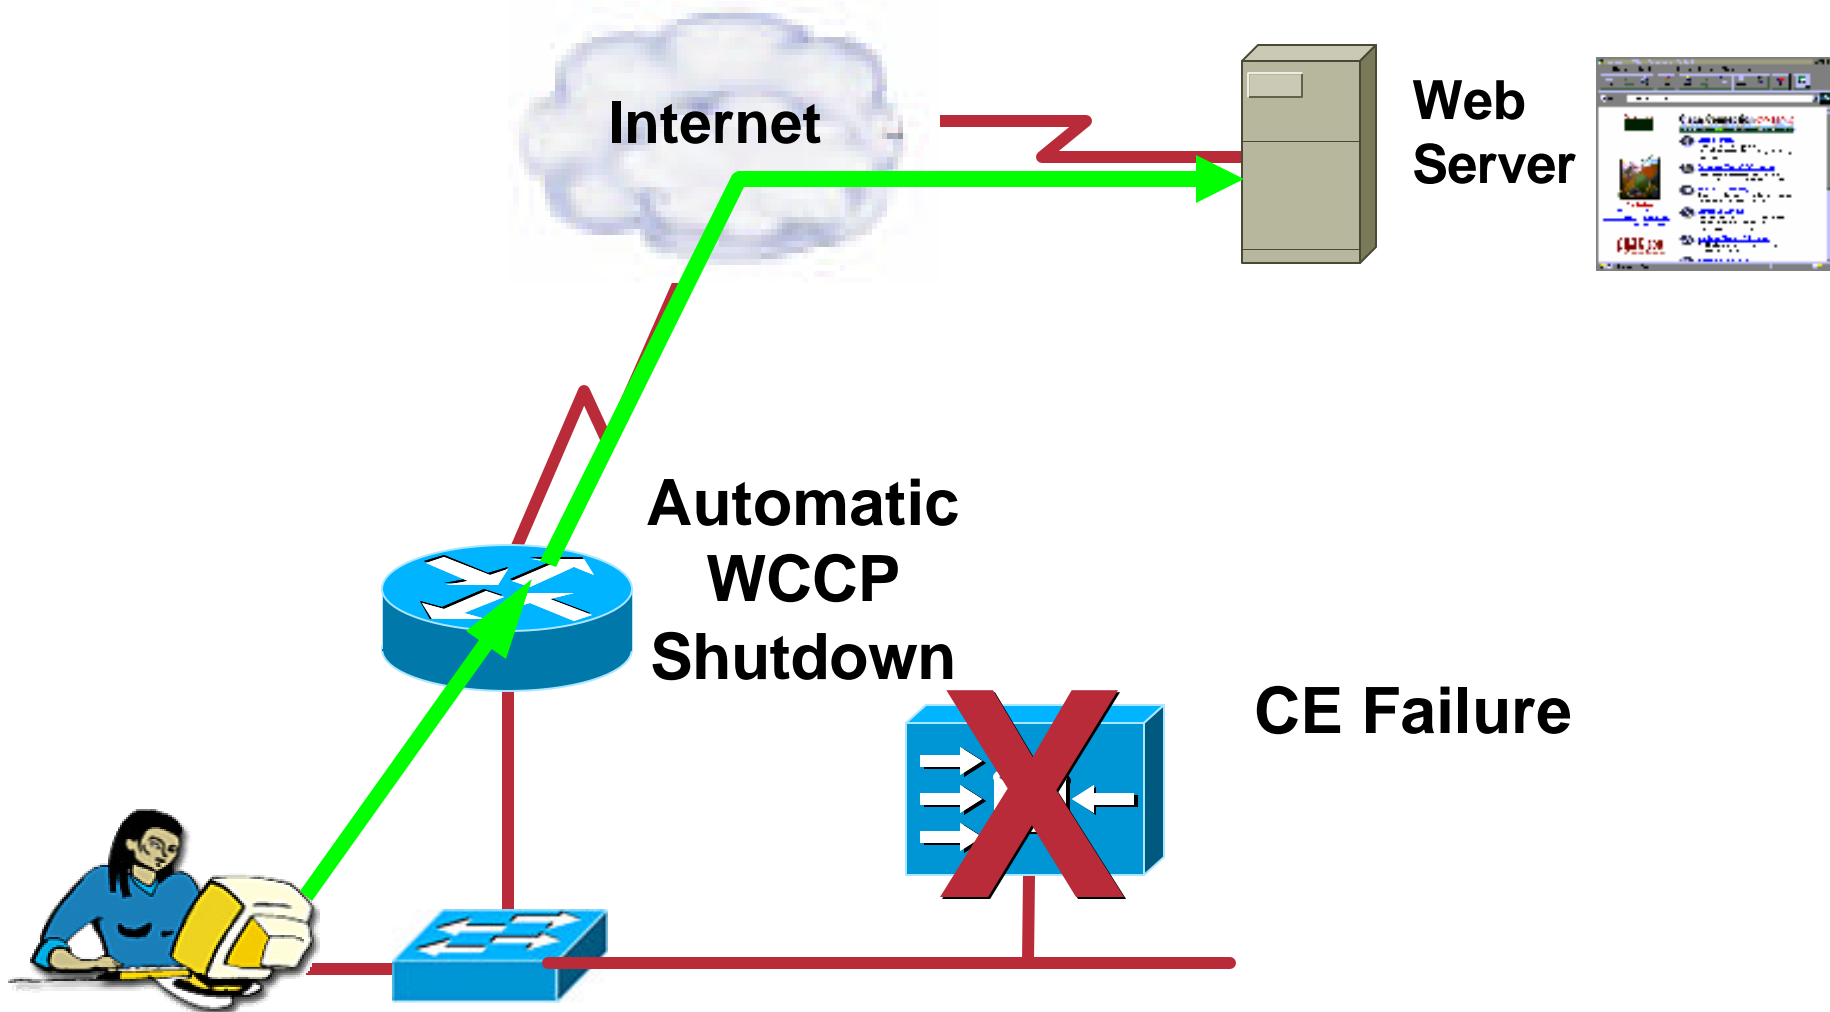 Internet
Web
Server
Automatic
WCCP
Shutdown
CE Failure